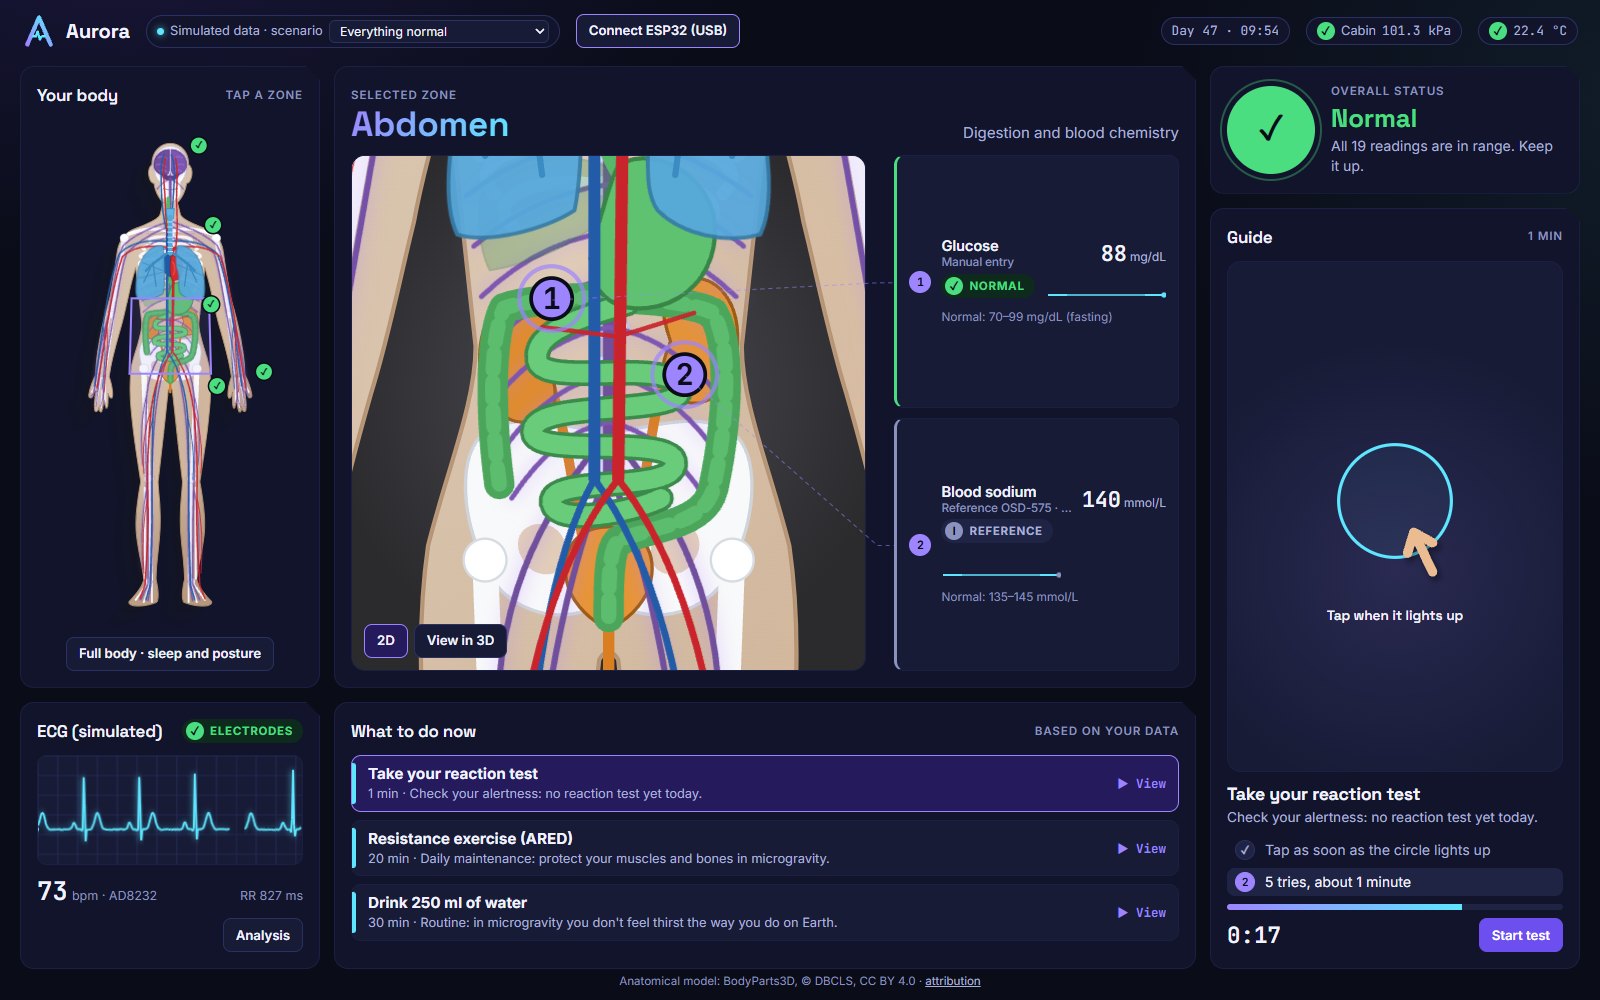 Aurora
Simulated data · scenario Everything normal
Connect ESP32 (USB)
Day 47 · 09:54
Cabin 101.3 kPa
22.4 °C
Your body
TAP A ZONE
Full body · sleep and posture
SELECTED ZONE
Abdomen
Digestion and blood chemistry
1
2
2D
View in 3D
1
Glucose
Manual entry
88 mg/dL
NORMAL
Normal: 70–99 mg/dL (fasting)
2
Blood sodium
Reference OSD-575 · ...
140 mmol/L
REFERENCE
Normal: 135–145 mmol/L
OVERALL STATUS
Normal
All 19 readings are in range. Keep
it up.
Guide
1 MIN
Tap when it lights up
Take your reaction test
Check your alertness: no reaction test yet today.
Tap as soon as the circle lights up
2 5 tries, about 1 minute
0:17
Start test
ECG (simulated)
ELECTRODES
73 bpm · AD8232
RR 827 ms
Analysis
What to do now
BASED ON YOUR DATA
Take your reaction test
1 min · Check your alertness: no reaction test yet today.
View
Resistance exercise (ARED)
20 min · Daily maintenance: protect your muscles and bones in microgravity.
View
Drink 250 ml of water
30 min · Routine: in microgravity you don't feel thirst the way you do on Earth.
View
Anatomical model: BodyParts3D, © DBCLS, CC BY 4.0 · attribution